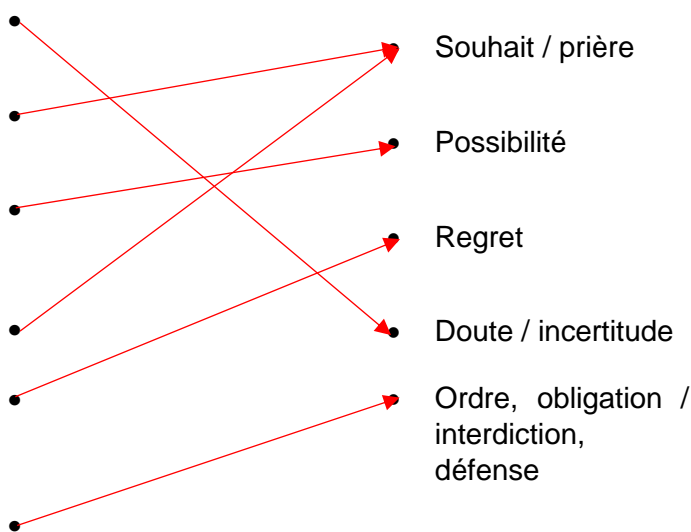 Souhait / prière
Possibilité
Regret
Doute / incertitude
Ordre, obligation /
interdiction,
défense